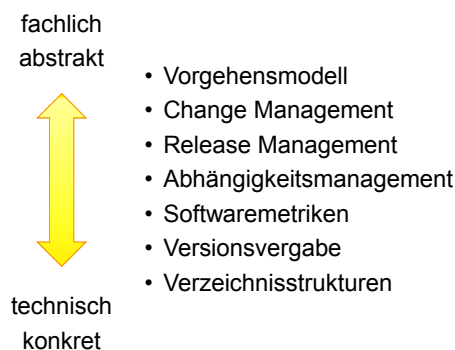 fachlich
abstrakt
• Vorgehensmodell
• Change Management
• Release Management
• Abhängigkeitsmanagement
• Softwaremetriken
• Versionsvergabe
• Verzeichnisstrukturen
technisch
konkret